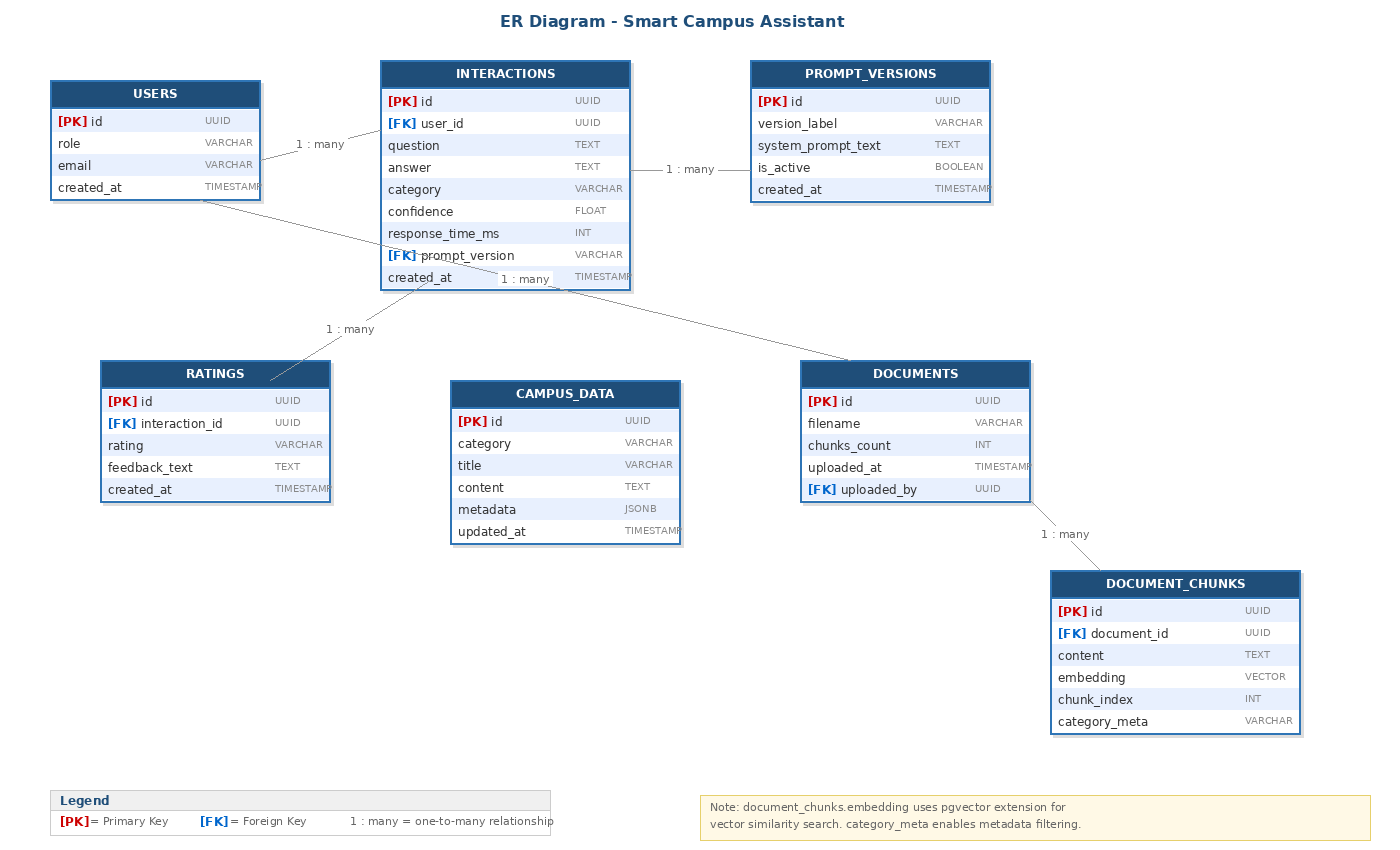 ER Diagram - Smart Campus Assistant
USERS
[PK] id UUID
role VARCHAR
email VARCHAR
created_at TIMESTAMP
1 : many
INTERACTIONS
[PK] id UUID
[FK] user_id UUID
question TEXT
answer TEXT
category VARCHAR
confidence FLOAT
response_time_ms INT
[FK] prompt_version VARCHAR
created_at TIMESTAMP
1 : many
PROMPT_VERSIONS
[PK] id UUID
version_label VARCHAR
system_prompt_text TEXT
is_active BOOLEAN
created_at TIMESTAMP
1 : many
1 : many
RATINGS
[PK] id UUID
[FK] interaction_id UUID
rating VARCHAR
feedback_text TEXT
created_at TIMESTAMP
CAMPUS_DATA
[PK] id UUID
category VARCHAR
title VARCHAR
content TEXT
metadata JSONB
updated_at TIMESTAMP
DOCUMENTS
[PK] id UUID
filename VARCHAR
chunks_count INT
uploaded_at TIMESTAMP
[FK] uploaded_by UUID
1 : many
DOCUMENT_CHUNKS
[PK] id UUID
[FK] document_id UUID
content TEXT
embedding VECTOR
chunk_index INT
category_meta VARCHAR
Legend
[PK] = Primary Key [FK] = Foreign Key 1 : many = one-to-many relationship
Note: document_chunks.embedding uses pgvector extension for
vector similarity search. category_meta enables metadata filtering.